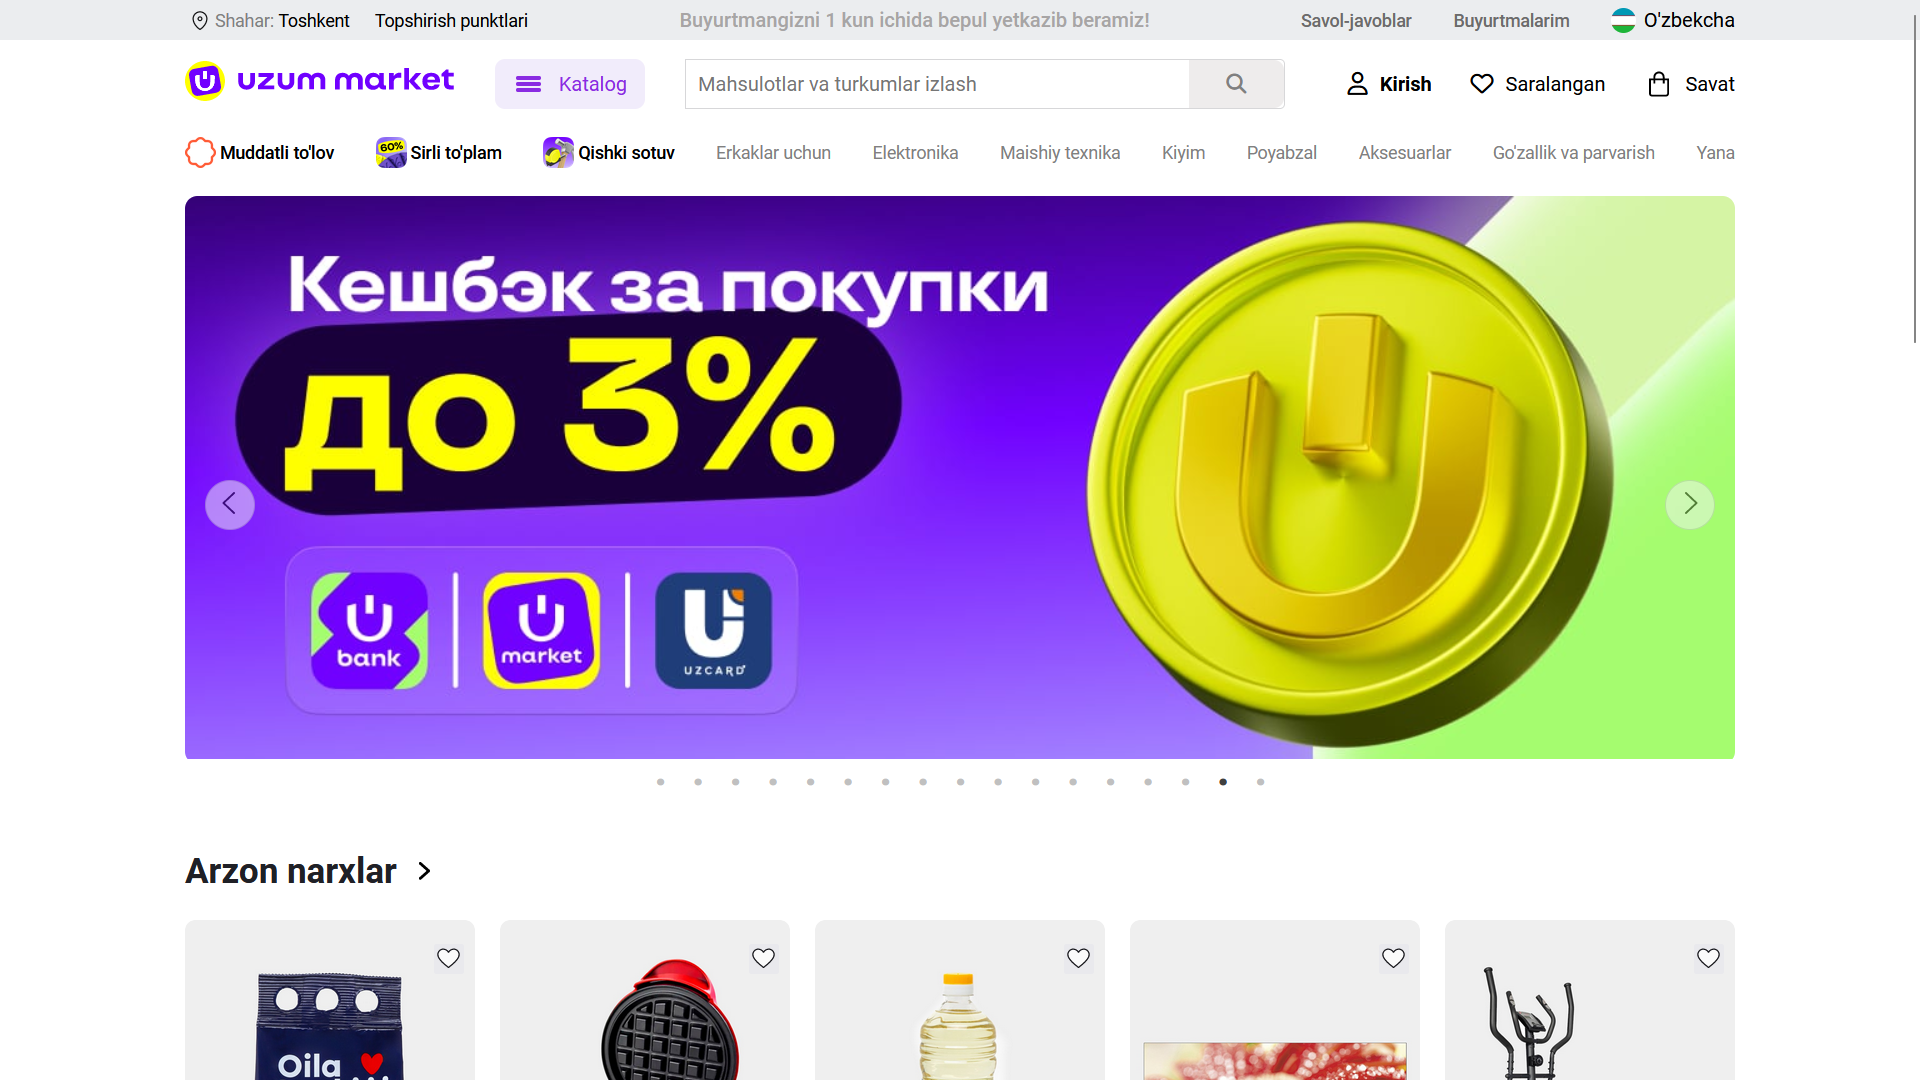 Shahar: Toshkent Topshirish punktlari Buyurtmangizni 1 kun ichida bepul yetkazib beramiz! Savol-javoblar Buyurtmalarim O'zbekcha
uzum market Katalog Mahsulotlar va turkumlar izlash Kirish Saralangan Savat
Muddatli to'lov 60% Sirli to'plam Qishki sotuv Erkaklar uchun Elektronika Maishiy texnika Kiyim Poyabzal Aksesuarlar Go'zallik va parvarish Yana
Кешбэк за покупки
до 3%
bank market UZCARD
Arzon narxlar
Oila